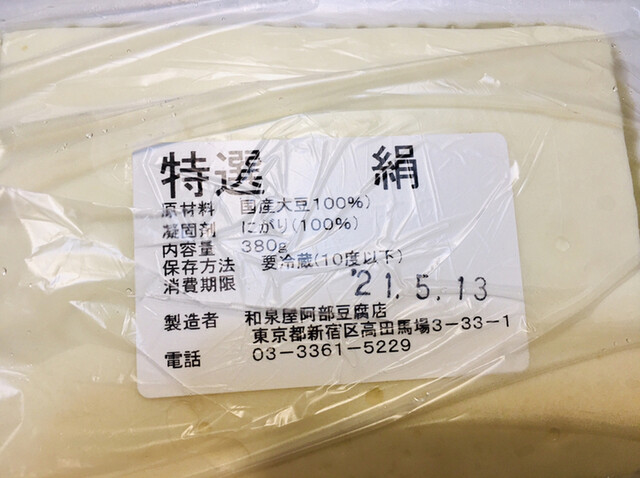 特選 絹
原材料 国産大豆100%)
凝固剤 にがり(100%)
内容量 380g
保存方法 要冷蔵(10度以下)
消費期限 '21.5.13
製造者 和泉屋阿部豆腐店
東京都新宿区高田馬場3-33-1
電話 03-3361-5229